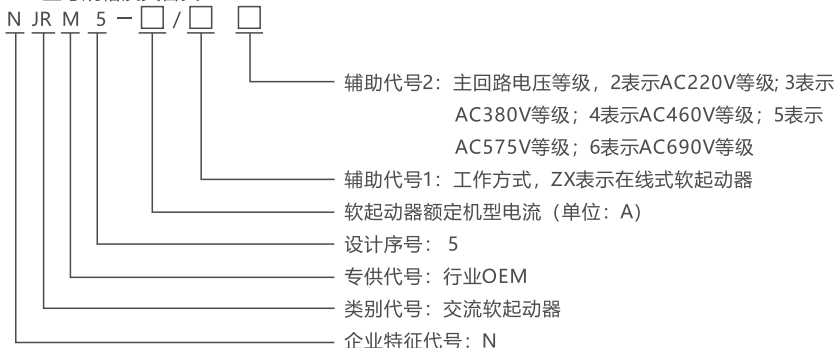 N JR M 5 - □ / □ □
辅助代号2：主回路电压等级，2表示AC220V等级; 3表示
AC380V等级；4表示AC460V等级；5表示
AC575V等级；6表示AC690V等级
辅助代号1：工作方式，ZX表示在线式软起动器
软起动器额定机型电流（单位：A）
设计序号： 5
专供代号：行业OEM
类别代号：交流软起动器
企业特征代号：N